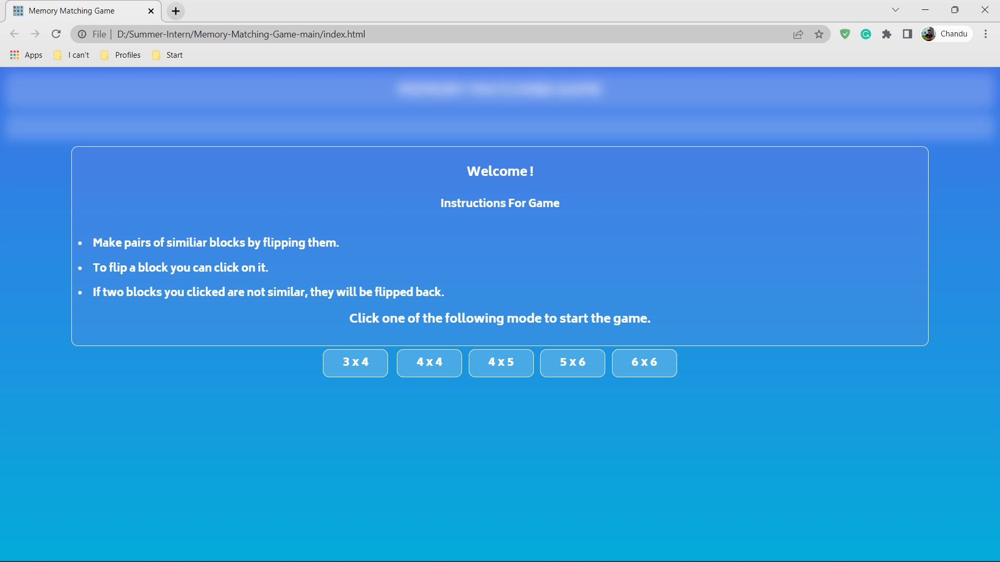 Memory Matching Game
File | D:/Summer-Intern/Memory-Matching-Game-main/index.html
Chandu
Apps I can't Profiles Start
MEMORY MATCHING GAME
Welcome !
Instructions For Game
• Make pairs of similiar blocks by flipping them.
• To flip a block you can click on it.
• If two blocks you clicked are not similar, they will be flipped back.
Click one of the following mode to start the game.
3 x 4 4 x 4 4 x 5 5 x 6 6 x 6